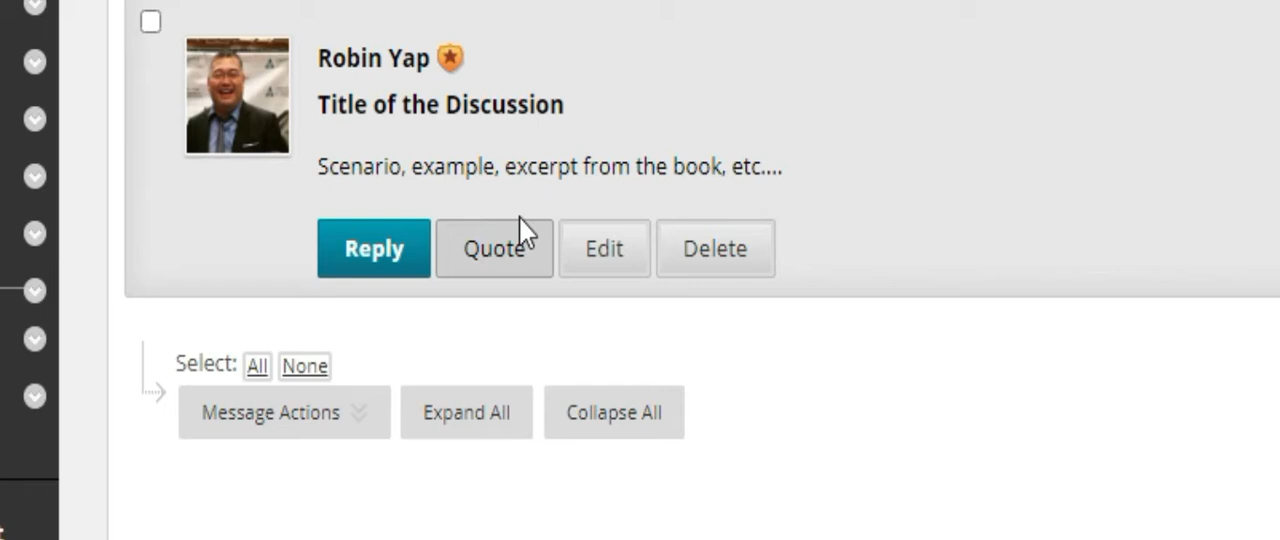 Robin Yap
Title of the Discussion
Scenario, example, excerpt from the book, etc....
Reply Quote Edit Delete
Select: All None
Message Actions Expand All Collapse All